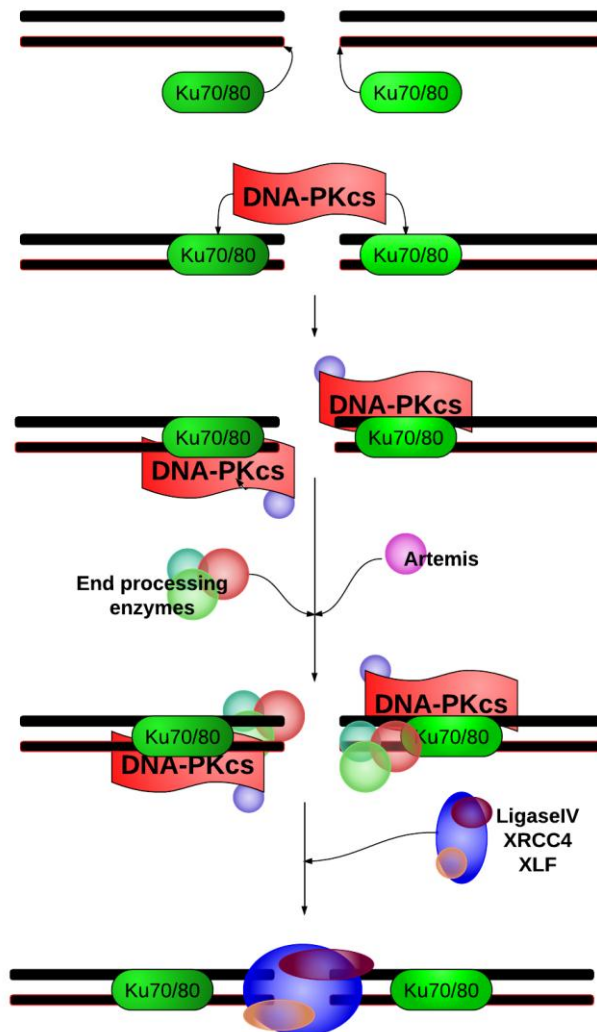 Ku70/80
Ku70/80
DNA-PKcs
Ku70/80
Ku70/80
DNA-PKcs
Ku70/80
Ku70/80
DNA-PKcs
End processing
enzymes
Artemis
DNA-PKcs
Ku70/80
Ku70/80
DNA-PKcs
LigaseIV
XRCC4
XLF
Ku70/80
Ku70/80